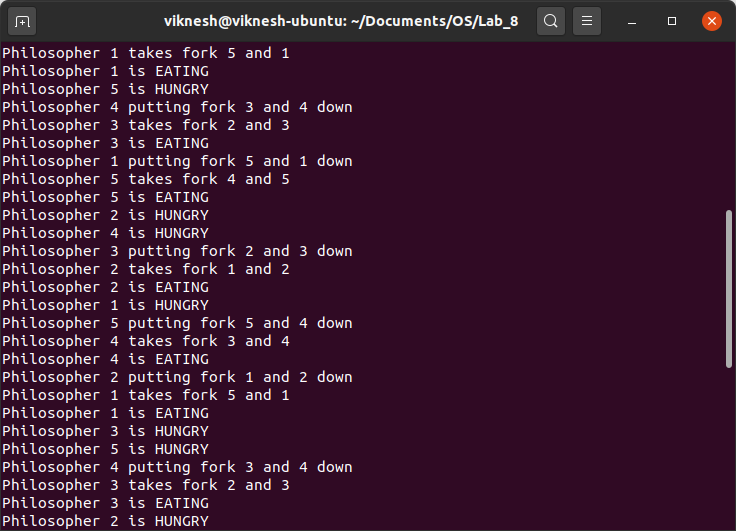 viknesh@viknesh-ubuntu: ~/Documents/OS/Lab_8
Philosopher 1 takes fork 5 and 1
Philosopher 1 is EATING
Philosopher 5 is HUNGRY
Philosopher 4 putting fork 3 and 4 down
Philosopher 3 takes fork 2 and 3
Philosopher 3 is EATING
Philosopher 1 putting fork 5 and 1 down
Philosopher 5 takes fork 4 and 5
Philosopher 5 is EATING
Philosopher 2 is HUNGRY
Philosopher 4 is HUNGRY
Philosopher 3 putting fork 2 and 3 down
Philosopher 2 takes fork 1 and 2
Philosopher 2 is EATING
Philosopher 1 is HUNGRY
Philosopher 5 putting fork 5 and 4 down
Philosopher 4 takes fork 3 and 4
Philosopher 4 is EATING
Philosopher 2 putting fork 1 and 2 down
Philosopher 1 takes fork 5 and 1
Philosopher 1 is EATING
Philosopher 3 is HUNGRY
Philosopher 5 is HUNGRY
Philosopher 4 putting fork 3 and 4 down
Philosopher 3 takes fork 2 and 3
Philosopher 3 is EATING
Philosopher 2 is HUNGRY